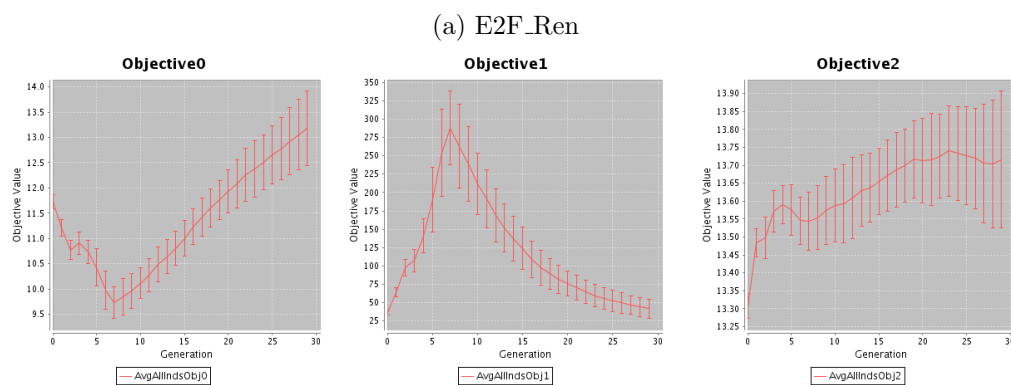 (a) E2F_Ren
Objective0
Objective1
Objective2
Objective Value
14.0
13.5
13.0
12.5
12.0
11.5
11.0
10.5
10.0
9.5
0 5 10 15 20 25 30
Generation
AvgAllIndsObj0
Objective Value
350
325
300
275
250
225
200
175
150
125
100
75
50
25
0 5 10 15 20 25 30
Generation
AvgAllIndsObj1
Objective Value
13.90
13.85
13.80
13.75
13.70
13.65
13.60
13.55
13.50
13.45
13.40
13.35
13.30
13.25
0 5 10 15 20 25 30
Generation
AvgAllIndsObj2